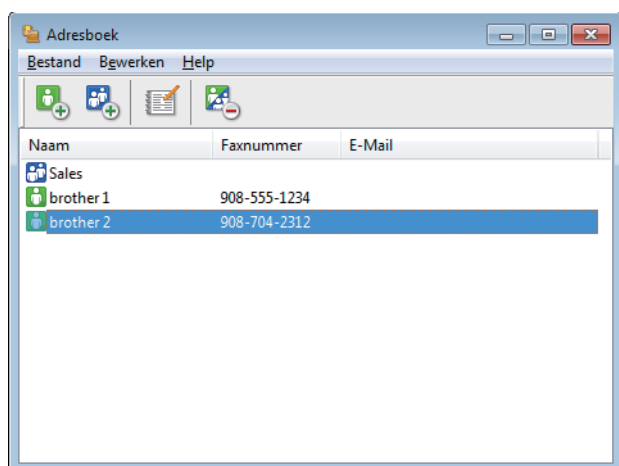 Adresboek
Bestand Bewerken Help
Naam Faxnummer E-Mail
Sales
brother 1 908-555-1234
brother 2 908-704-2312